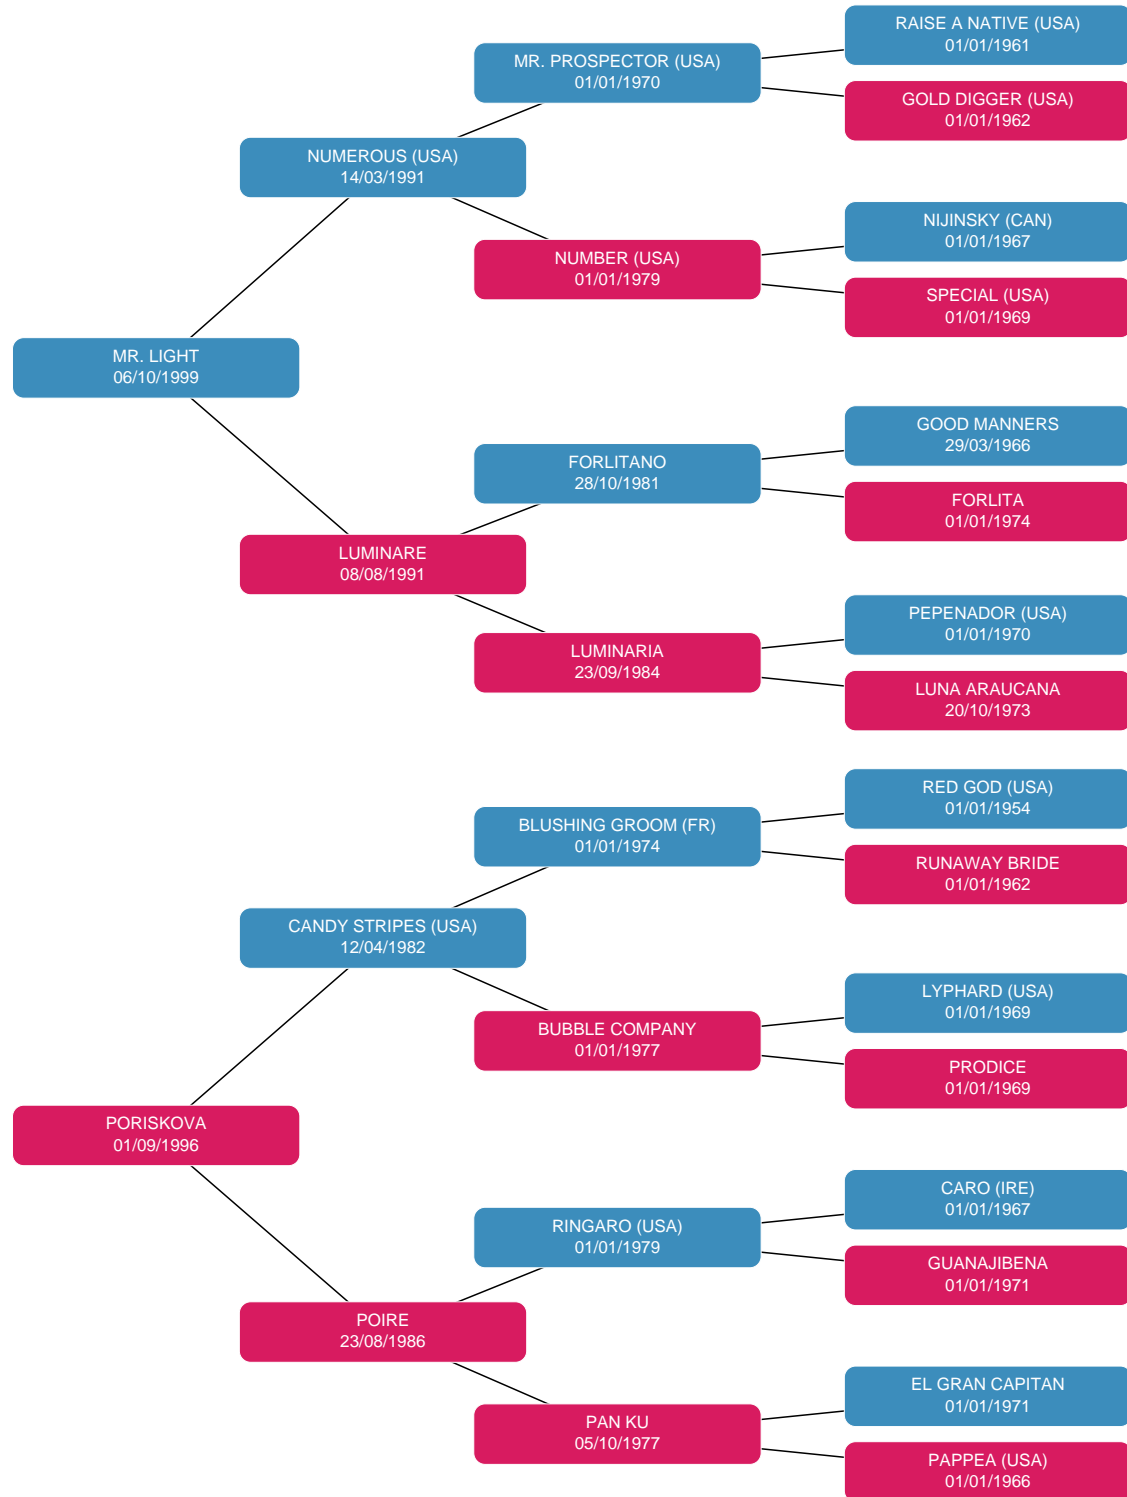 RAISE A NATIVE (USA)
01/01/1961
MR. PROSPECTOR (USA)
01/01/1970
GOLD DIGGER (USA)
01/01/1962
NUMEROUS (USA)
14/03/1991
NIJINSKY (CAN)
01/01/1967
NUMBER (USA)
01/01/1979
SPECIAL (USA)
01/01/1969
MR. LIGHT
06/10/1999
GOOD MANNERS
29/03/1966
FORLITANO
28/10/1981
FORLITA
01/01/1974
LUMINARE
08/08/1991
PEPENADOR (USA)
01/01/1970
LUMINARIA
23/09/1984
LUNA ARAUCANA
20/10/1973
RED GOD (USA)
01/01/1954
BLUSHING GROOM (FR)
01/01/1974
RUNAWAY BRIDE
01/01/1962
CANDY STRIPES (USA)
12/04/1982
LYPHARD (USA)
01/01/1969
BUBBLE COMPANY
01/01/1977
PRODICE
01/01/1969
PORISKOVA
01/09/1996
CARO (IRE)
01/01/1967
RINGARO (USA)
01/01/1979
GUANAJIBENA
01/01/1971
POIRE
23/08/1986
EL GRAN CAPITAN
01/01/1971
PAN KU
05/10/1977
PAPPEA (USA)
01/01/1966